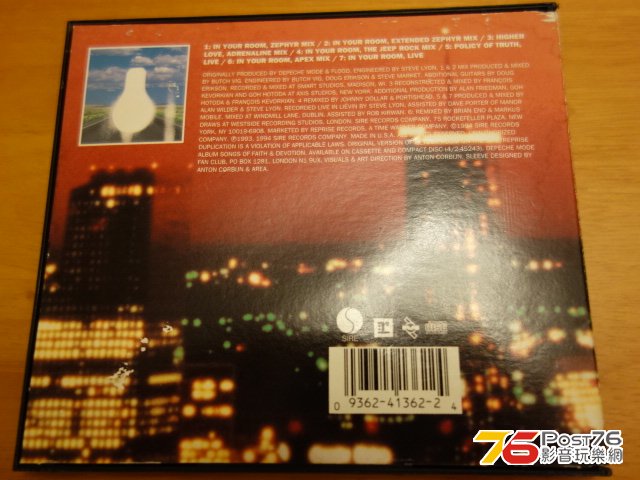 1: IN YOUR ROOM, ZEPHYR MIX / 2: IN YOUR ROOM, EXTENDED ZEPHYR MIX / 3: HIGHER
LOVE, ADRENALINE MIX / 4: IN YOUR ROOM, THE JEEP ROCK MIX / 5: POLICY OF TRUTH,
LIVE / 6: IN YOUR ROOM, APEX MIX / 7: IN YOUR ROOM, LIVE
ORIGINALLY PRODUCED BY DEPECHE MODE & FLOOD. ENGINEERED BY STEVE LYON. 1 & 2 MIX PRODUCED & MIXED
BY BUTCH VIG. ENGINEERED BY BUTCH VIG, DOUG ERIKSON & STEVE MARKER. ADDITIONAL GUITARS BY DOUG
ERIKSON. RECORDED & MIXED AT SMART STUDIOS, MADISON, WI. 3 RECONSTRUCTED & MIXED BY FRANÇOIS
KEVORKIAN AND GOH HOTODA AT AXIS STUDIOS, NEW YORK. ADDITIONAL PRODUCTION BY ALAN FRIEDMAN, GOH
HOTODA & FRANÇOIS KEVORKIAN. 4 REMIXED BY JOHNNY DOLLAR & PORTISHEAD. 5 & 7 PRODUCED & MIXED BY
ALAN WILDER & STEVE LYON. RECORDED LIVE IN LIÉVIN BY STEVE LYON, ASSISTED BY DAVE PORTER OF MANOR
MOBILE. MIXED AT WINDMILL LANE, DUBLIN. ASSISTED BY ROB KIRWAN. 6 REMIXED BY BRIAN ENO & MARKUS
DRAWS AT WESTSIDE RECORDING STUDIOS, LONDON. SIRE RECORDS COMPANY, 75 ROCKEFELLER PLAZA, NEW
YORK, NY 10019-6908. MARKETED BY REPRISE RECORDS, A TIME WARNER COMPANY. ©1994 SIRE RECORDS
COMPANY. ℗1993, 1994 SIRE RECORDS COMPANY. MADE IN U.S.A.
DUPLICATION IS A VIOLATION OF APPLICABLE LAWS. ORIGINAL VERSION OF REPRISE
ALBUM SONGS OF FAITH & DEVOTION. AVAILABLE ON CASSETTE AND COMPACT DISC (4/2-45243). DEPECHE MODE
FAN CLUB, PO BOX 1281, LONDON N1 9UX. VISUALS & ART DIRECTION BY ANTON CORBIJN. SLEEVE DESIGNED BY
ANTON CORBIJN & AREA.
SIRE
0 9362-41362-2 4
76 Post76
影音玩樂網